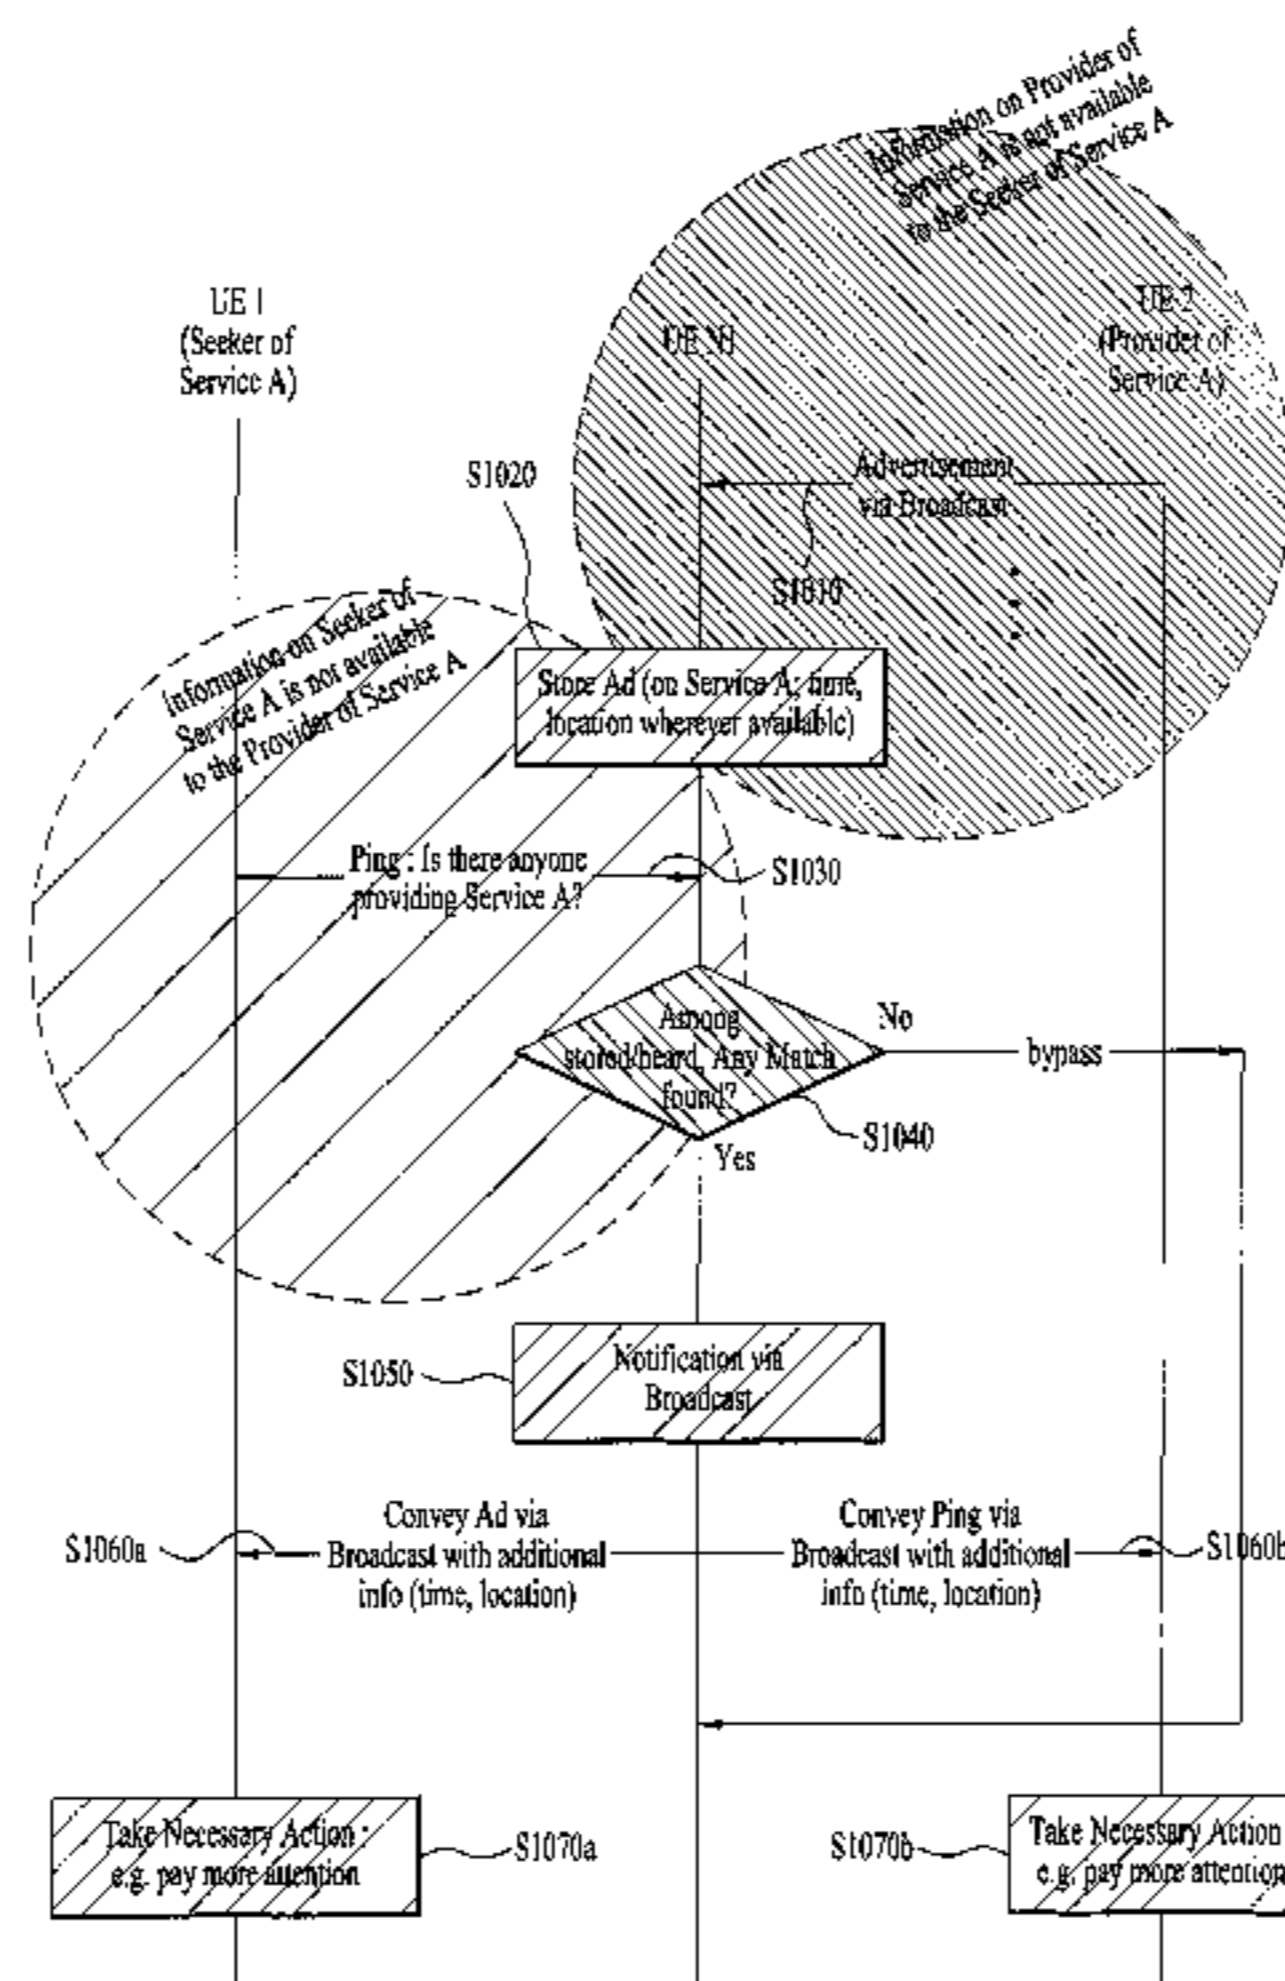 Information on Provider of
Service A is not available
to the Seeker of Service A
UE 1
(Seeker of
Service A)
UE
UE 2
(Provider of
Service A)
S1020
Advertisement
via Broadcast
S1010
Information on Seeker of
Service A is not available
to the Provider of Service A
Store Ad (on Service A; time,
location wherever available)
Ping : Is there anyone
providing Service A?
S1030
Among
stored/heard, Any Match
found?
No
bypass
S1040
Yes
S1050
Notification via
Broadcast
S1060a
Convey Ad via
Broadcast with additional
info (time, location)
Convey Ping via
Broadcast with additional
info (time, location)
S1060b
Take Necessary Action :
e.g. pay more attention
S1070a
S1070b
Take Necessary Action
e.g. pay more attention